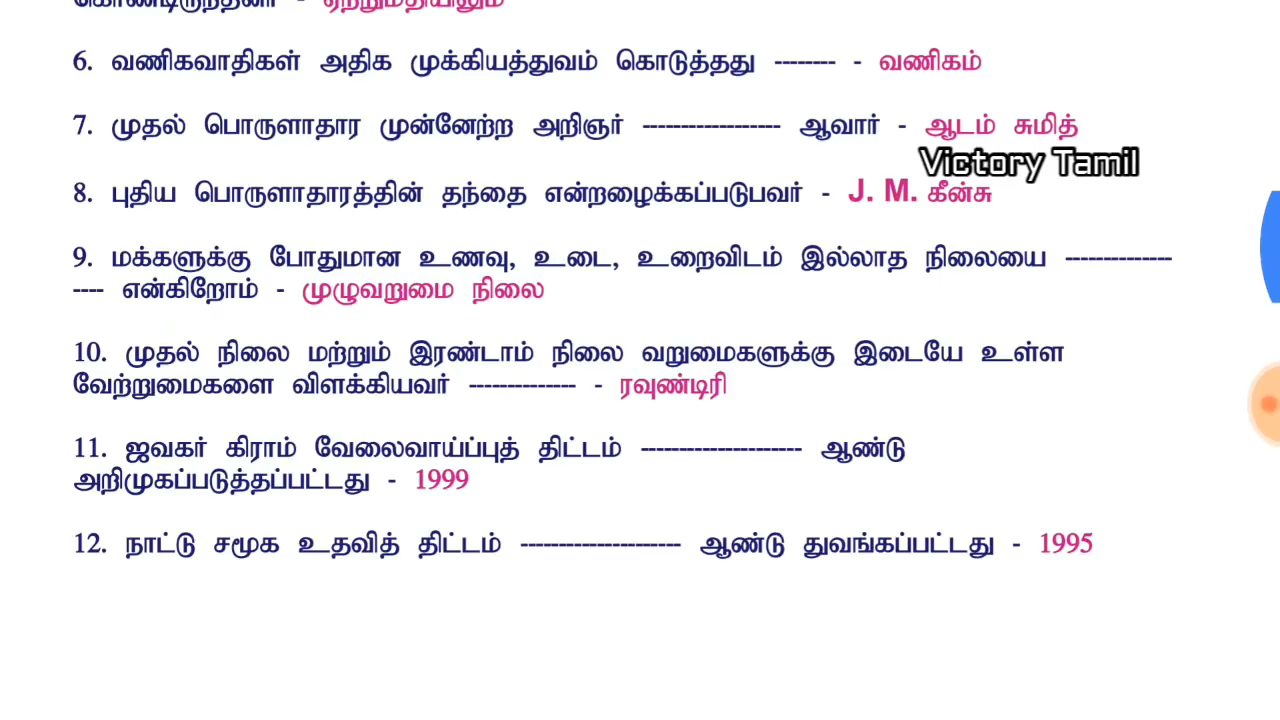 கொண்டிருந்தனர் - ஏற்றுமதியிலும்
6. வணிகவாதிகள் அதிக முக்கியத்துவம் கொடுத்தது -------- - வணிகம்
7. முதல் பொருளாதார முன்னேற்ற அறிஞர் ------------------ ஆவார் - ஆடம் சுமித்
Victory Tamil
8. புதிய பொருளாதாரத்தின் தந்தை என்றழைக்கப்படுபவர் - J. M. கீன்சு
9. மக்களுக்கு போதுமான உணவு, உடை, உறைவிடம் இல்லாத நிலையை --------------
---- என்கிறோம் - முழுவறுமை நிலை
10. முதல் நிலை மற்றும் இரண்டாம் நிலை வறுமைகளுக்கு இடையே உள்ள
வேற்றுமைகளை விளக்கியவர் -------------- - ரவுண்டிரி
11. ஜவகர் கிராம் வேலைவாய்ப்புத் திட்டம் --------------------- ஆண்டு
அறிமுகப்படுத்தப்பட்டது - 1999
12. நாட்டு சமூக உதவித் திட்டம் --------------------- ஆண்டு துவங்கப்பட்டது - 1995